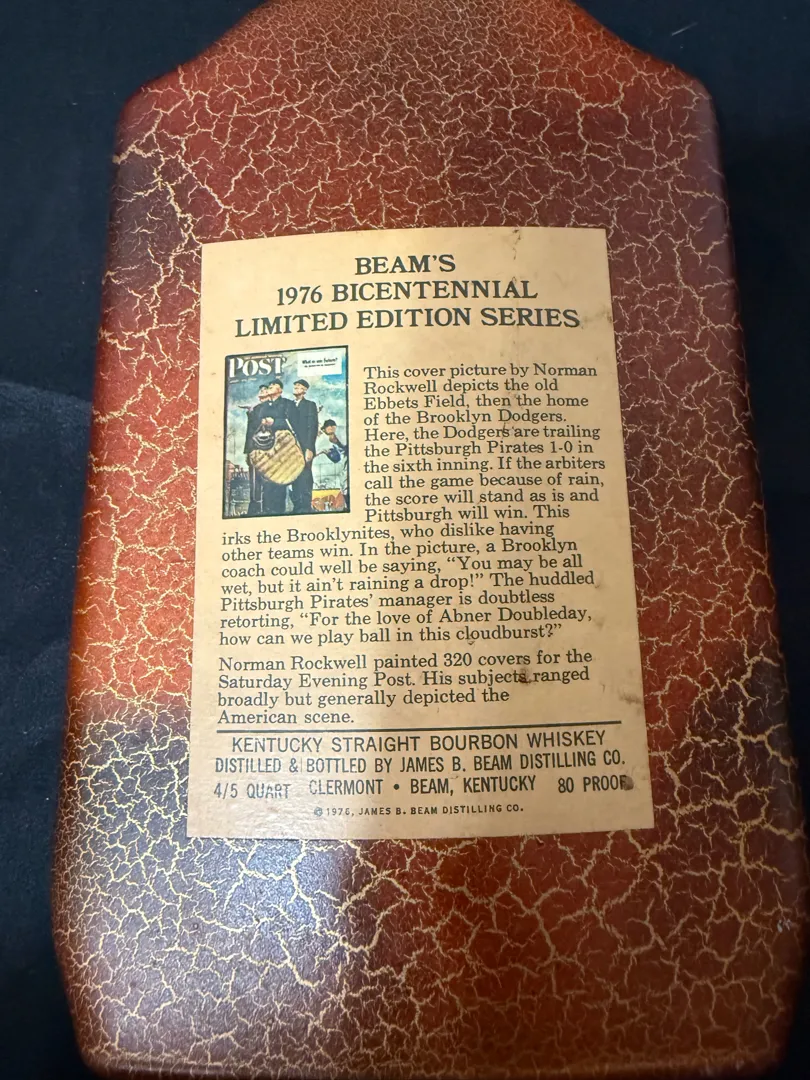 BEAM'S
1976 BICENTENNIAL
LIMITED EDITION SERIES
POST
This cover picture by Norman
Rockwell depicts the old
Ebbets Field, then the home
of the Brooklyn Dodgers.
Here, the Dodgers are trailing
the Pittsburgh Pirates 1-0 in
the sixth inning. If the arbiters
call the game because of rain,
the score will stand as is and
Pittsburgh will win. This
irks the Brooklynites, who dislike having
other teams win. In the picture, a Brooklyn
coach could well be saying, “You may be all
wet, but it ain't raining a drop!” The huddled
Pittsburgh Pirates' manager is doubtless
retorting, “For the love of Abner Doubleday,
how can we play ball in this cloudburst?”
Norman Rockwell painted 320 covers for the
Saturday Evening Post. His subjects ranged
broadly but generally depicted the
American scene.
KENTUCKY STRAIGHT BOURBON WHISKEY
DISTILLED & BOTTLED BY JAMES B. BEAM DISTILLING CO.
4/5 QUART CLERMONT • BEAM, KENTUCKY 80 PROOF
© 1976, JAMES B. BEAM DISTILLING CO.